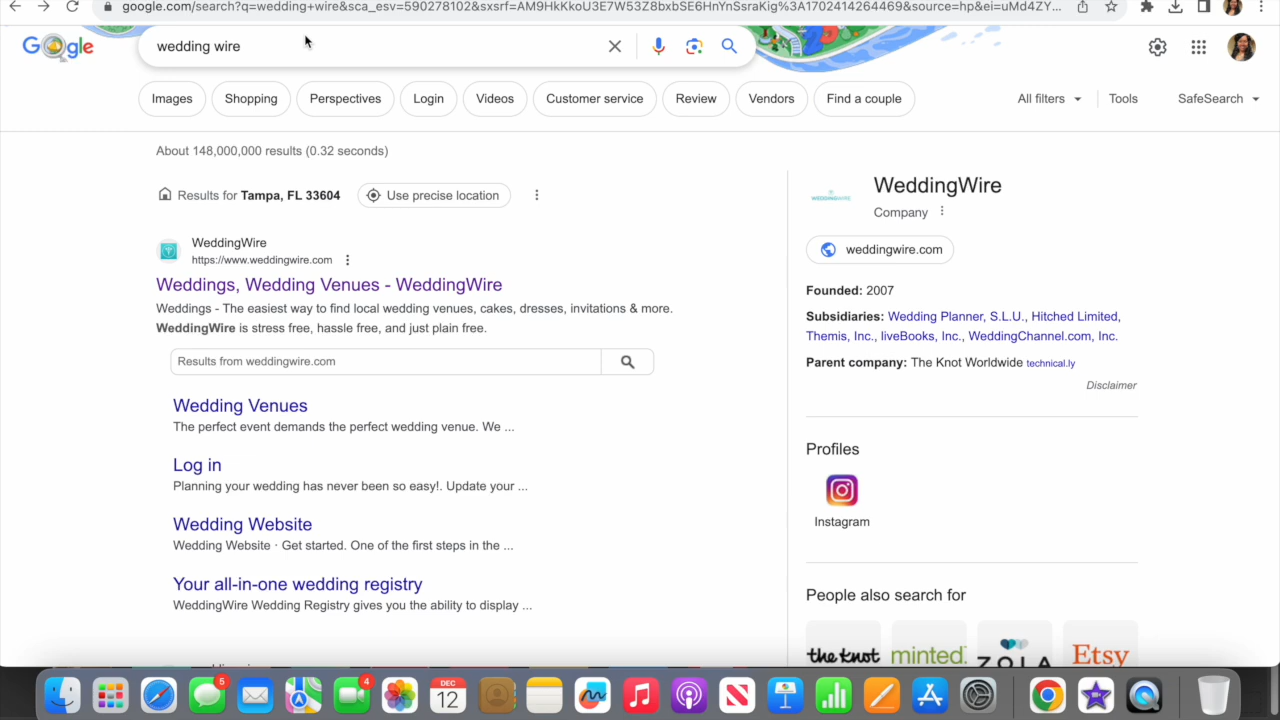 google.com/search?q=wedding+wire&sca_esv=590278102&sxsrf=AM9HkKkoU3E7W53Z8bxbSE6HnYnSsraKig%3A1702414264469&source=hp&ei=uMd4ZY...
Google
wedding wire
Images
Shopping
Perspectives
Login
Videos
Customer service
Review
Vendors
Find a couple
All filters
Tools
SafeSearch
About 148,000,000 results (0.32 seconds)
Results for Tampa, FL 33604
Use precise location
WeddingWire
https://www.weddingwire.com
Weddings, Wedding Venues - WeddingWire
Weddings - The easiest way to find local wedding venues, cakes, dresses, invitations & more.
WeddingWire is stress free, hassle free, and just plain free.
Results from weddingwire.com
Wedding Venues
The perfect event demands the perfect wedding venue. We ...
Log in
Planning your wedding has never been so easy!. Update your ...
Wedding Website
Wedding Website · Get started. One of the first steps in the ...
Your all-in-one wedding registry
WeddingWire Wedding Registry gives you the ability to display ...
WEDDINGWIRE
WeddingWire
Company
weddingwire.com
Founded: 2007
Subsidiaries: Wedding Planner, S.L.U., Hitched Limited,
Themis, Inc., liveBooks, Inc., WeddingChannel.com, Inc.
Parent company: The Knot Worldwide technical.ly
Disclaimer
Profiles
Instagram
People also search for
the knot
minted.
ZOLA
Etsy
5
4
DEC
12